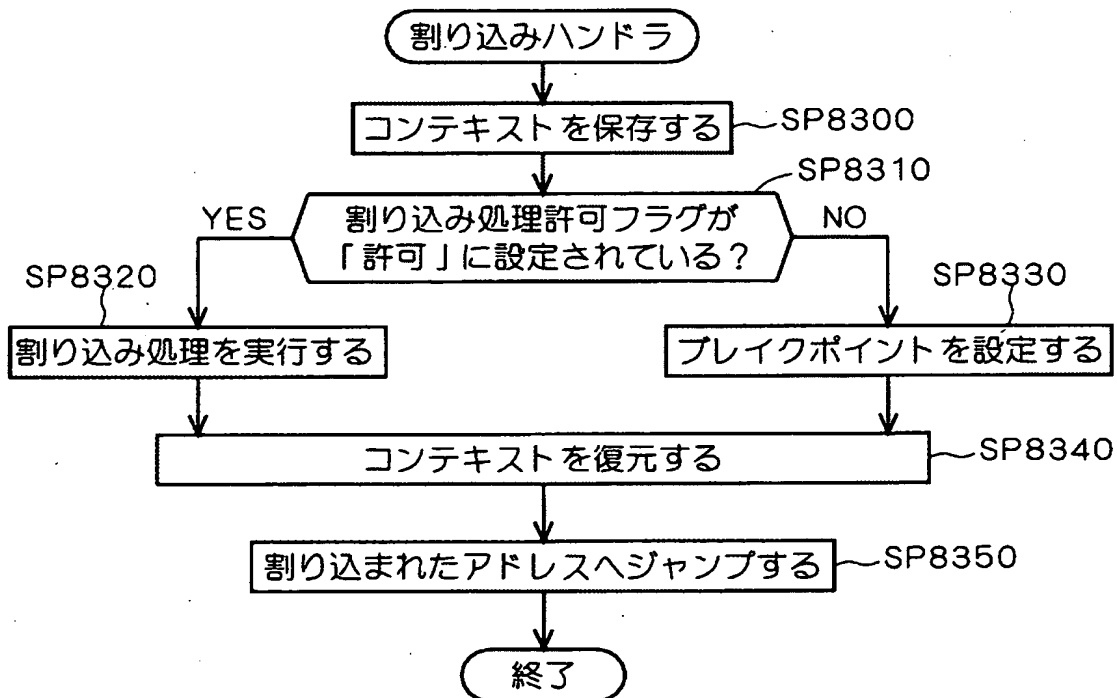 割り込みハンドラ
コンテキストを保存する
SP8300
SP8310
割り込み処理許可フラグが
「許可」に設定されている?
YES
NO
SP8320
SP8330
割り込み処理を実行する
ブレイクポイントを設定する
コンテキストを復元する
SP8340
割り込まれたアドレスへジャンプする
SP8350
終了